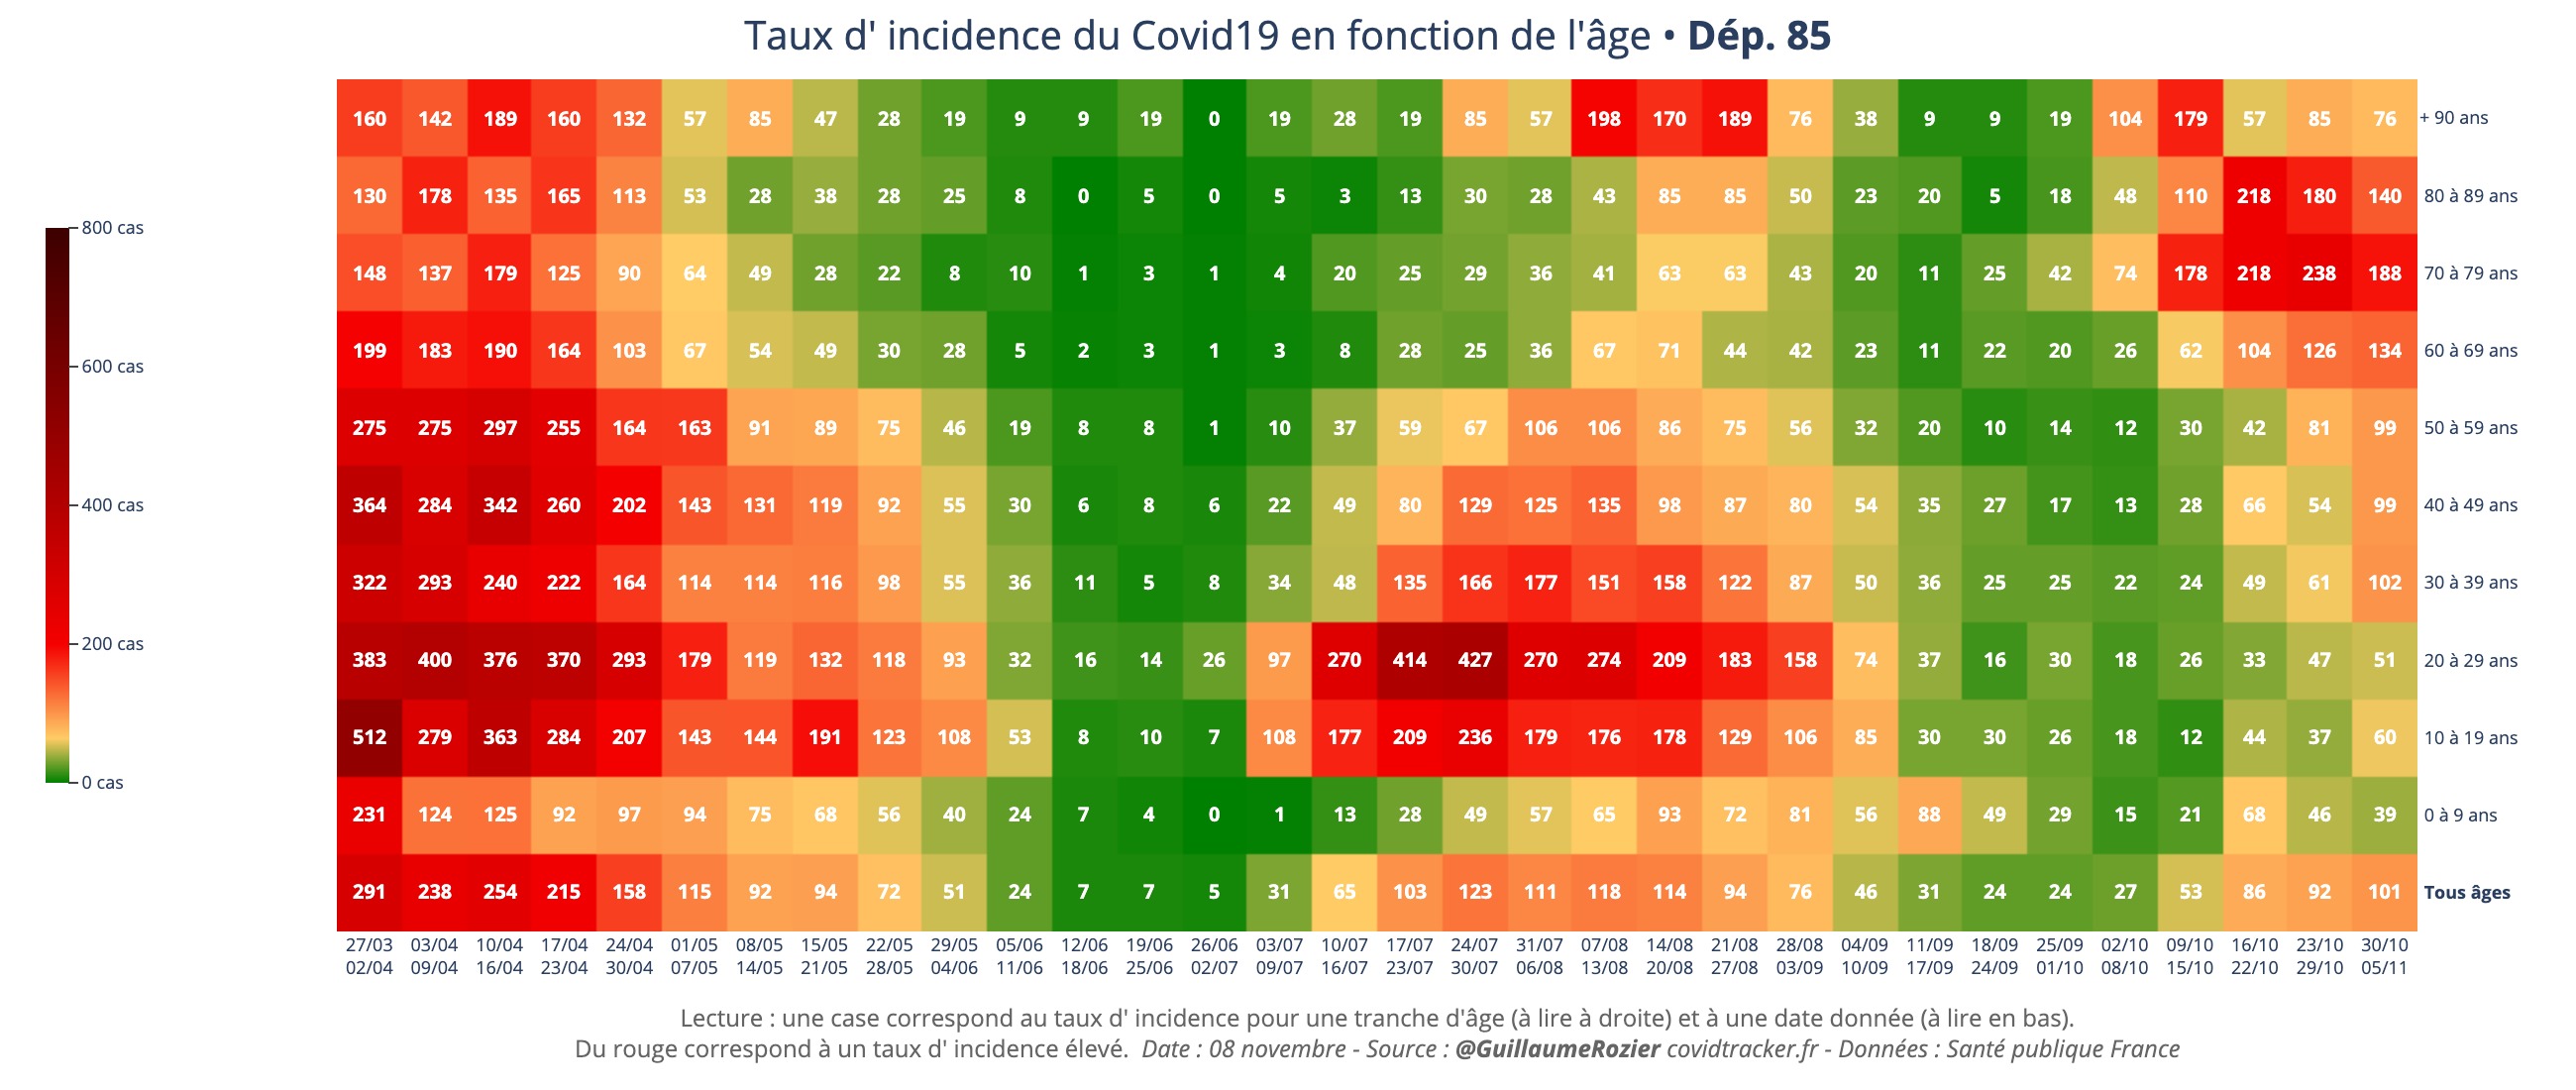 Taux d' incidence du Covid19 en fonction de l'âge • Dép. 85
160 142 189 160 132 57 85 47 28 19 9 9 19 0 19 28 19 85 57 198 170 189 76 38 9 9 19 104 179 57 85 76 + 90 ans
130 178 135 165 113 53 28 38 28 25 8 0 5 0 5 3 13 30 28 43 85 85 50 23 20 5 18 48 110 218 180 140 80 à 89 ans
800 cas
148 137 179 125 90 64 49 28 22 8 10 1 3 1 4 20 25 29 36 41 63 63 43 20 11 25 42 74 178 218 238 188 70 à 79 ans
199 183 190 164 103 67 54 49 30 28 5 2 3 1 3 8 28 25 36 67 71 44 42 23 11 22 20 26 62 104 126 134 60 à 69 ans
600 cas
275 275 297 255 164 163 91 89 75 46 19 8 8 1 10 37 59 67 106 106 86 75 56 32 20 10 14 12 30 42 81 99 50 à 59 ans
400 cas
364 284 342 260 202 143 131 119 92 55 30 6 8 6 22 49 80 129 125 135 98 87 80 54 35 27 17 13 28 66 54 99 40 à 49 ans
322 293 240 222 164 114 114 116 98 55 36 11 5 8 34 48 135 166 177 151 158 122 87 50 36 25 25 22 24 49 61 102 30 à 39 ans
200 cas
383 400 376 370 293 179 119 132 118 93 32 16 14 26 97 270 414 427 270 274 209 183 158 74 37 16 30 18 26 33 47 51 20 à 29 ans
512 279 363 284 207 143 144 191 123 108 53 8 10 7 108 177 209 236 179 176 178 129 106 85 30 30 26 18 12 44 37 60 10 à 19 ans
0 cas
231 124 125 92 97 94 75 68 56 40 24 7 4 0 1 13 28 49 57 65 93 72 81 56 88 49 29 15 21 68 46 39 0 à 9 ans
291 238 254 215 158 115 92 94 72 51 24 7 7 5 31 65 103 123 111 118 114 94 76 46 31 24 24 27 53 86 92 101 Tous âges
27/03 03/04 10/04 17/04 24/04 01/05 08/05 15/05 22/05 29/05 05/06 12/06 19/06 26/06 03/07 10/07 17/07 24/07 31/07 07/08 14/08 21/08 28/08 04/09 11/09 18/09 25/09 02/10 09/10 16/10 23/10 30/10
02/04 09/04 16/04 23/04 30/04 07/05 14/05 21/05 28/05 04/06 11/06 18/06 25/06 02/07 09/07 16/07 23/07 30/07 06/08 13/08 20/08 27/08 03/09 10/09 17/09 24/09 01/10 08/10 15/10 22/10 29/10 05/11
Lecture : une case correspond au taux d' incidence pour une tranche d'âge (à lire à droite) et à une date donnée (à lire en bas).
Du rouge correspond à un taux d' incidence élevé. Date : 08 novembre - Source : @GuillaumeRozier covidtracker.fr - Données : Santé publique France